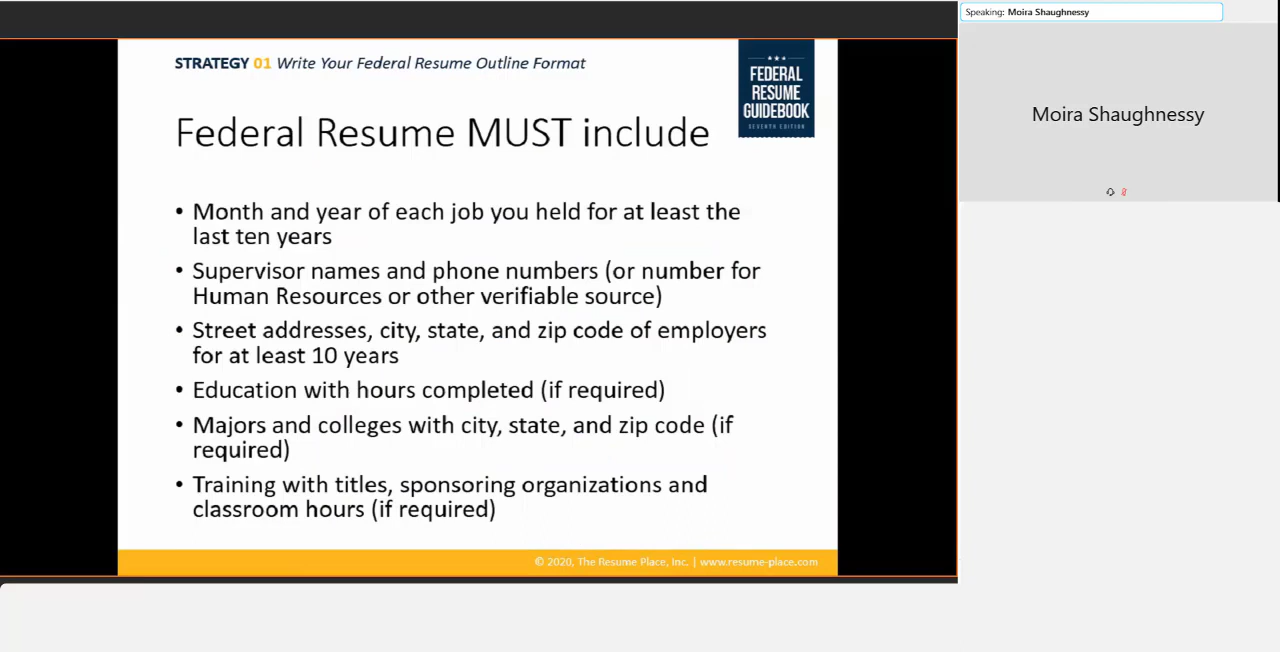 Speaking: Moira Shaughnessy
STRATEGY 01 Write Your Federal Resume Outline Format
FEDERAL
RESUME
GUIDEBOOK
SEVENTH EDITION
Federal Resume MUST include
Moira Shaughnessy
• Month and year of each job you held for at least the
last ten years
• Supervisor names and phone numbers (or number for
Human Resources or other verifiable source)
• Street addresses, city, state, and zip code of employers
for at least 10 years
• Education with hours completed (if required)
• Majors and colleges with city, state, and zip code (if
required)
• Training with titles, sponsoring organizations and
classroom hours (if required)
© 2020, The Resume Place, Inc. | www.resume-place.com